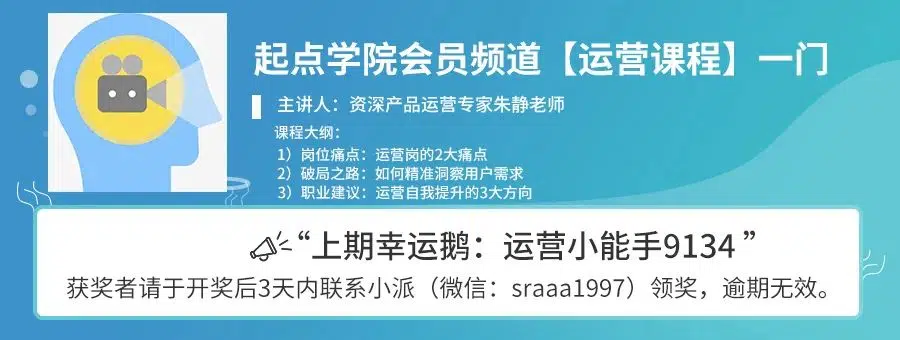 起点学院会员频道【运营课程】一门
主讲人：资深产品运营专家朱静老师
课程大纲：
1）岗位痛点：运营岗的2大痛点
2）破局之路：如何精准洞察用户需求
3）职业建议：运营自我提升的3大方向
“上期幸运鹅：运营小能手9134 ”
获奖者请于开奖后3天内联系小派（微信：sraaa1997）领奖，逾期无效。